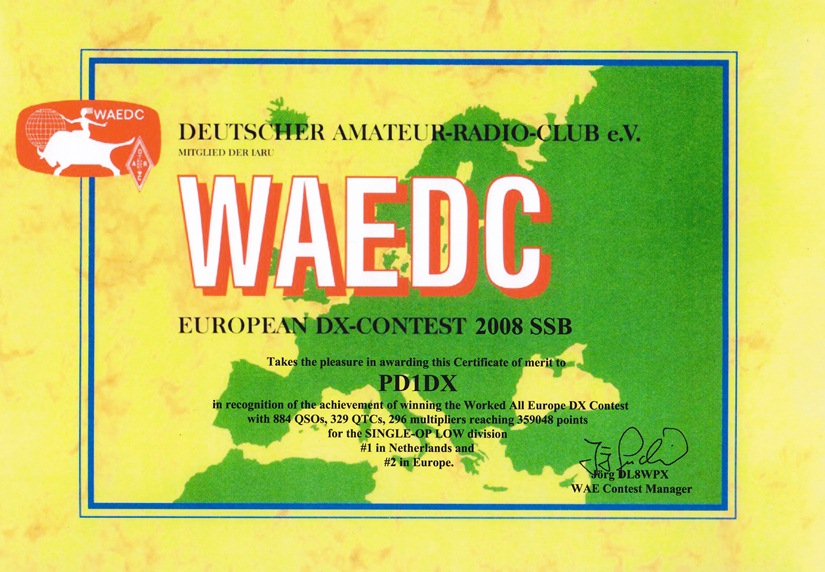 WAEDC
DARC
DEUTSCHER AMATEUR-RADIO-CLUB e.V.
MITGLIED DER IARU
WAEDC
EUROPEAN DX-CONTEST 2008 SSB
Takes the pleasure in awarding this Certificate of merit to
PD1DX
in recognition of the achievement of winning the Worked All Europe DX Contest
with 884 QSOs, 329 QTCs, 296 multipliers reaching 359048 points
for the SINGLE-OP LOW division
#1 in Netherlands and
#2 in Europe.
Jörg DL8WPX
WAE Contest Manager